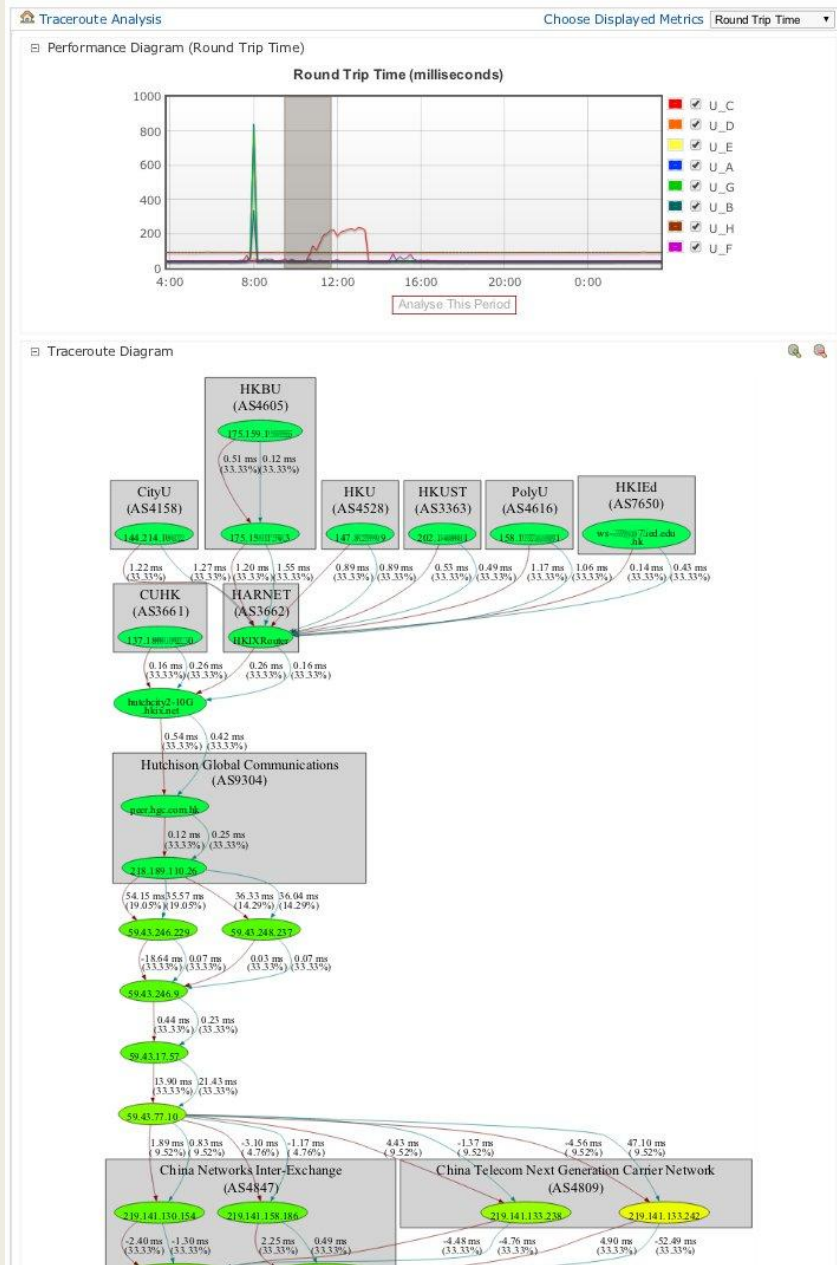 Traceroute Analysis
Choose Displayed Metrics Round Trip Time
Performance Diagram (Round Trip Time)
Round Trip Time (milliseconds)
1000
800
600
400
200
0
4:00 8:00 12:00 16:00 20:00 0:00
U_C
U_D
U_E
U_A
U_G
U_B
U_H
U_F
Analyse This Period
Traceroute Diagram
HKBU
(AS4605)
175.159.1
0.51 ms 0.12 ms
(33.33%) (33.33%)
CityU
(AS4158)
144.214.
HKU
(AS4528)
147.
HKUST
(AS3363)
202.
PolyU
(AS4616)
158.1
HKIEd
(AS7650)
.ied.edu
.hk
1.22 ms 1.27 ms 1.20 ms 1.55 ms 0.89 ms 0.89 ms 0.53 ms 0.49 ms 1.17 ms 1.06 ms 0.14 ms 0.43 ms
(33.33%) (33.33%) (33.33%) (33.33%) (33.33%) (33.33%) (33.33%) (33.33%) (33.33%) (33.33%) (33.33%) (33.33%)
CUHK
(AS3661)
137.1
HARNET
(AS3662)
HKIXRouter
0.16 ms 0.26 ms 0.26 ms 0.16 ms
(33.33%) (33.33%) (33.33%) (33.33%)
hutchcity2-10G
.hkix.net
0.54 ms 0.42 ms
(33.33%) (33.33%)
Hutchison Global Communications
(AS9304)
peer.hgc.com.hk
0.12 ms 0.25 ms
(33.33%) (33.33%)
218.189.110.26
54.15 ms 35.57 ms 36.33 ms 36.04 ms
(19.05%) (19.05%) (14.29%) (14.29%)
59.43.246.229
59.43.248.237
-18.64 ms 0.07 ms 0.03 ms 0.07 ms
(33.33%) (33.33%) (33.33%) (33.33%)
59.43.246.9
0.44 ms 0.23 ms
(33.33%) (33.33%)
59.43.17.57
13.90 ms 21.43 ms
(33.33%) (33.33%)
59.43.77.10
1.89 ms 0.83 ms -3.10 ms -1.17 ms 4.43 ms -1.37 ms -4.56 ms 47.10 ms
( 9.52%) ( 9.52%) ( 4.76%) ( 4.76%) ( 9.52%) ( 9.52%) ( 9.52%) ( 9.52%)
China Networks Inter-Exchange
(AS4847)
China Telecom Next Generation Carrier Network
(AS4809)
219.141.130.154
219.141.158.186
219.141.133.238
219.141.133.242
-2.40 ms -1.30 ms 2.25 ms 0.49 ms -4.48 ms -4.76 ms 4.90 ms -52.49 ms
(33.33%) (33.33%) (33.33%) (33.33%) (33.33%) (33.33%) (33.33%) (33.33%)